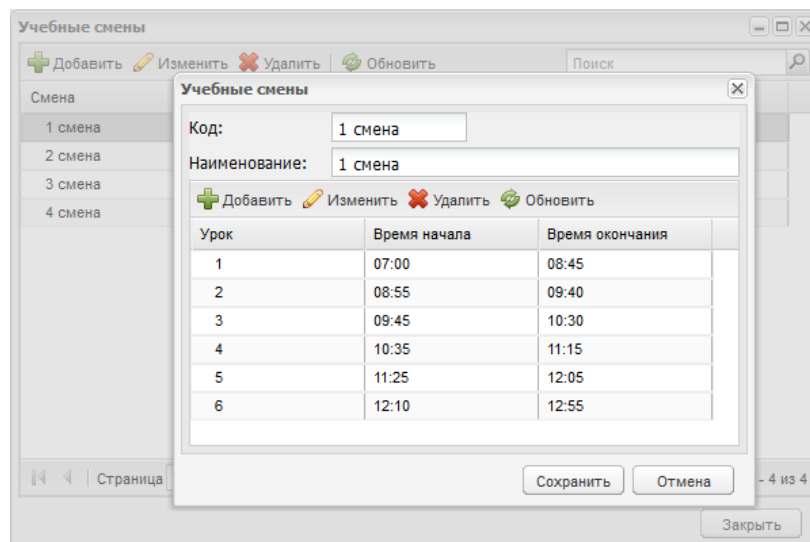 Учебные смены
Добавить Изменить Удалить Обновить Поиск
Смена
1 смена
2 смена
3 смена
4 смена
Страница - 4 из 4
Закрыть
Учебные смены
Код: 1 смена
Наименование: 1 смена
Добавить Изменить Удалить Обновить
Урок Время начала Время окончания
1 07:00 08:45
2 08:55 09:40
3 09:45 10:30
4 10:35 11:15
5 11:25 12:05
6 12:10 12:55
Сохранить Отмена